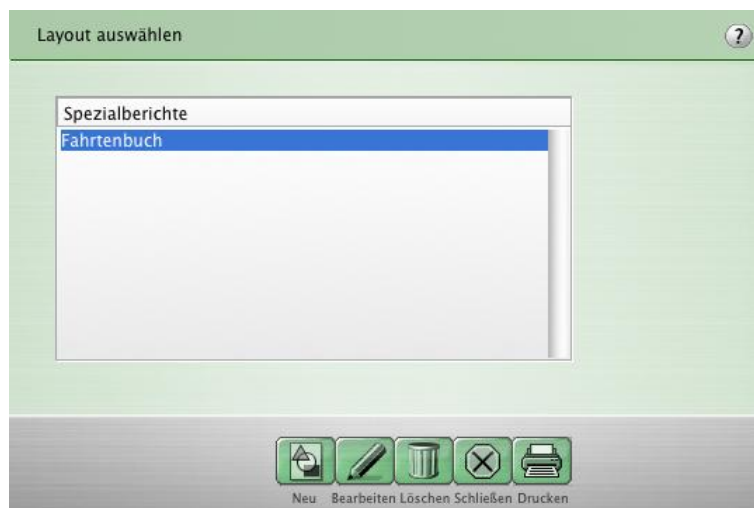 Layout auswählen
?
Spezialberichte
Fahrtenbuch
Neu Bearbeiten Löschen Schließen Drucken